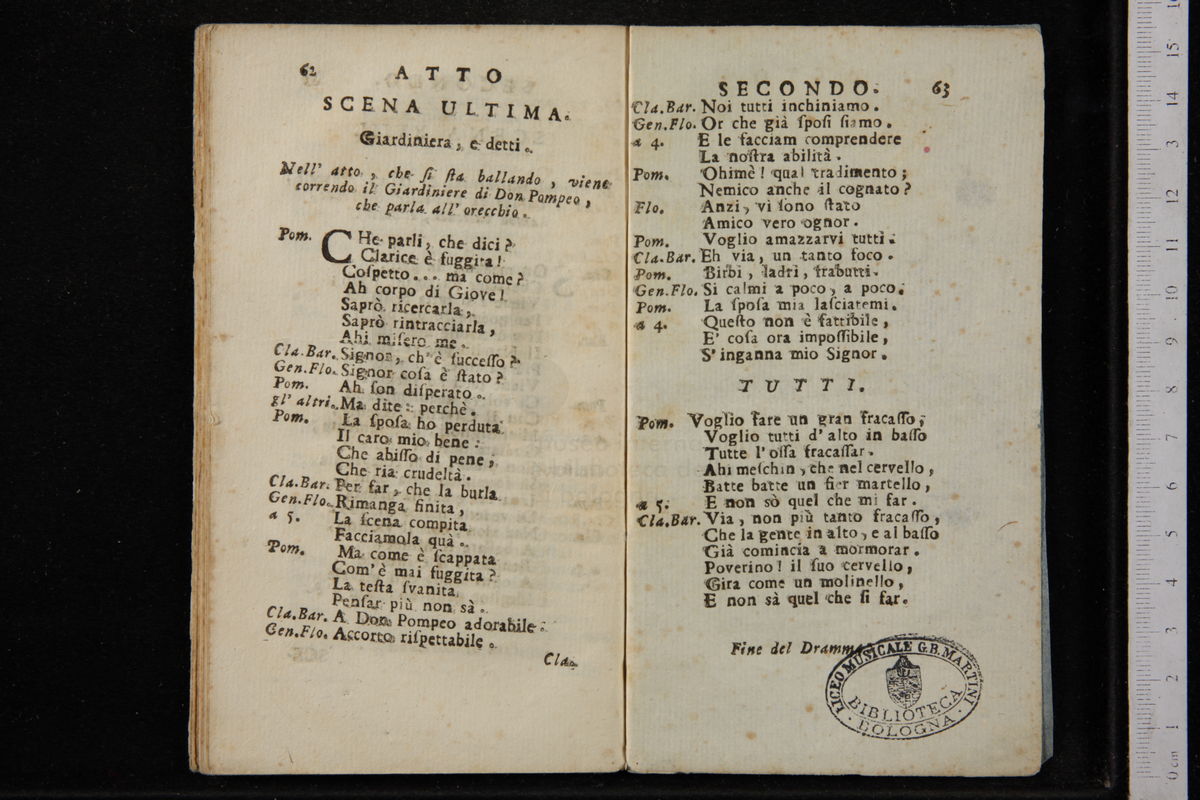 62 ATTO
SCENA ULTIMA.
Giardiniera, e detti.
Nell' atto, che ſi ſta ballando, viene
correndo il Giardiniere di Don Pompeo,
che parla all' orecchio.
Pom. CHe parli, che dici?
Clarice è fuggita!
Coſpetto... ma come?
Ah corpo di Giove!
Saprò ricercarla,
Saprò rintracciarla,
Ahi miſero me.
Cla.Bar. Signor, ch' è ſucceſſo?
Gen.Flo. Signor coſa è ſtato?
Pom. Ah ſon diſperato.
gl' altri. Ma dite: perchè.
Pom. La ſpoſa ho perduta
Il caro mio bene:
Che abiſſo di pene,
Che ria crudeltà.
Cla.Bar. Per far, che la burla
Gen.Flo. Rimanga finita,
a 5. La ſcena compita
Facciamola quà.
Pom. Ma come è ſcappata
Com' è mai fuggita?
La teſta ſvanita
Penſar più non sà.
Cla.Bar. A Don Pompeo adorabile:
Gen.Flo. Accorto riſpettabile.
Cla.
SECONDO. 63
Cla.Bar. Noi tutti inchiniamo.
Gen.Flo. Or che già ſpoſi ſiamo.
a 4. E le facciam comprendere
La noſtra abilità.
Pom. Ohimè! qual tradimento;
Nemico anche il cognato?
Flo. Anzi, vi ſono ſtato
Amico vero ognor.
Pom. Voglio amazzarvi tutti.
Cla.Bar. Eh via, un tanto foco.
Pom. Birbi, ladri, frabutti.
Gen.Flo. Si calmi a poco, a poco.
Pom. La ſpoſa mia laſciatemi.
a 4. Queſto non è fattibile,
E' coſa ora impoſſibile,
S' inganna mio Signor.
TUTTI.
Pom. Voglio fare un gran fracaſſo,
Voglio tutti d' alto in baſſo
Tutte l' oſſa fracaſſar.
Ahi meſchin, che nel cervello,
Batte batte un fier martello,
a 5. E non sò quel che mi far.
Cla.Bar. Via, non più tanto fracaſſo,
Che la gente in alto, e al baſſo
Già comincia a mormorar.
Poverino! il ſuo cervello,
Gira come un molinello,
E non sà quel che ſi far.
Fine del Dramma
LICEO MUSICALE G.B. MARTINI
BIBLIOTECA
BOLOGNA